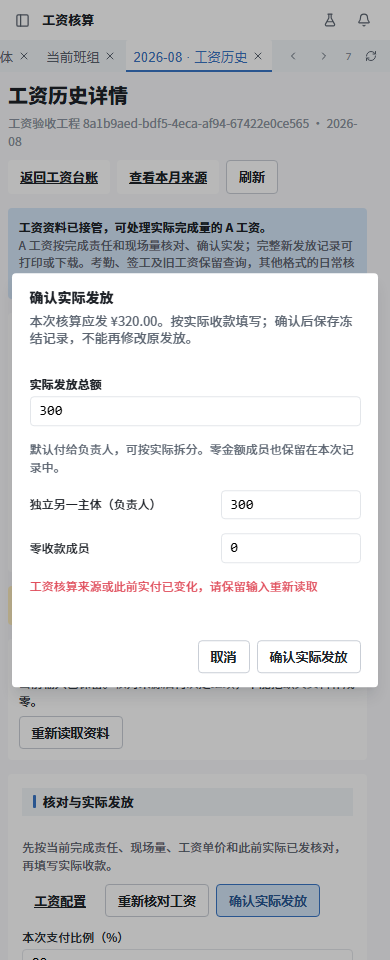 工资核算
体
当前班组
2026-08 · 工资历史
7
工资历史详情
工资验收工程 8a1b9aed-bdf5-4eca-af94-67422e0ce565 · 2026-
08
返回工资台账
查看本月来源
刷新
工资资料已接管，可处理实际完成量的 A 工资。
A 工资按完成责任和现场量核对、确认实发；完整新发放记录可
打印或下载。考勤、签工及旧工资保留查询，其他格式的日常核
确认实际发放
本次核算应发 ¥320.00。按实际收款填写；确认后保存冻
结记录，不能再修改原发放。
实际发放总额
300
默认付给负责人，可按实际拆分。零金额成员也保留在本次记
录中。
独立另一主体（负责人）
300
零收款成员
0
工资核算来源或此前实付已变化，请保留输入重新读取
取消
确认实际发放
零。
重新读取资料
核对与实际发放
先按当前完成责任、现场量、工资单价和此前实际已发核对，
再填写实际收款。
工资配置
重新核对工资
确认实际发放
本次支付比例（%）